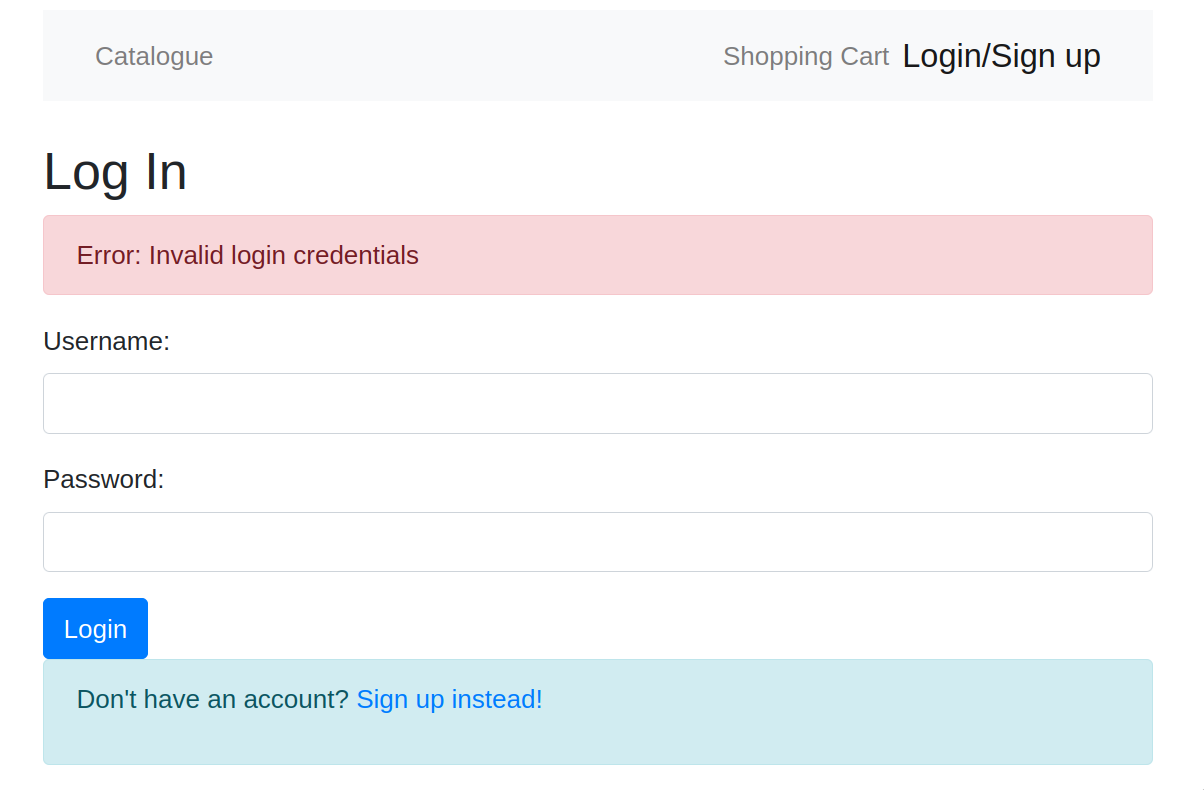 Catalogue Shopping Cart Login/Sign up
Log In
Error: Invalid login credentials
Username:
Password:
Login
Don't have an account? Sign up instead!